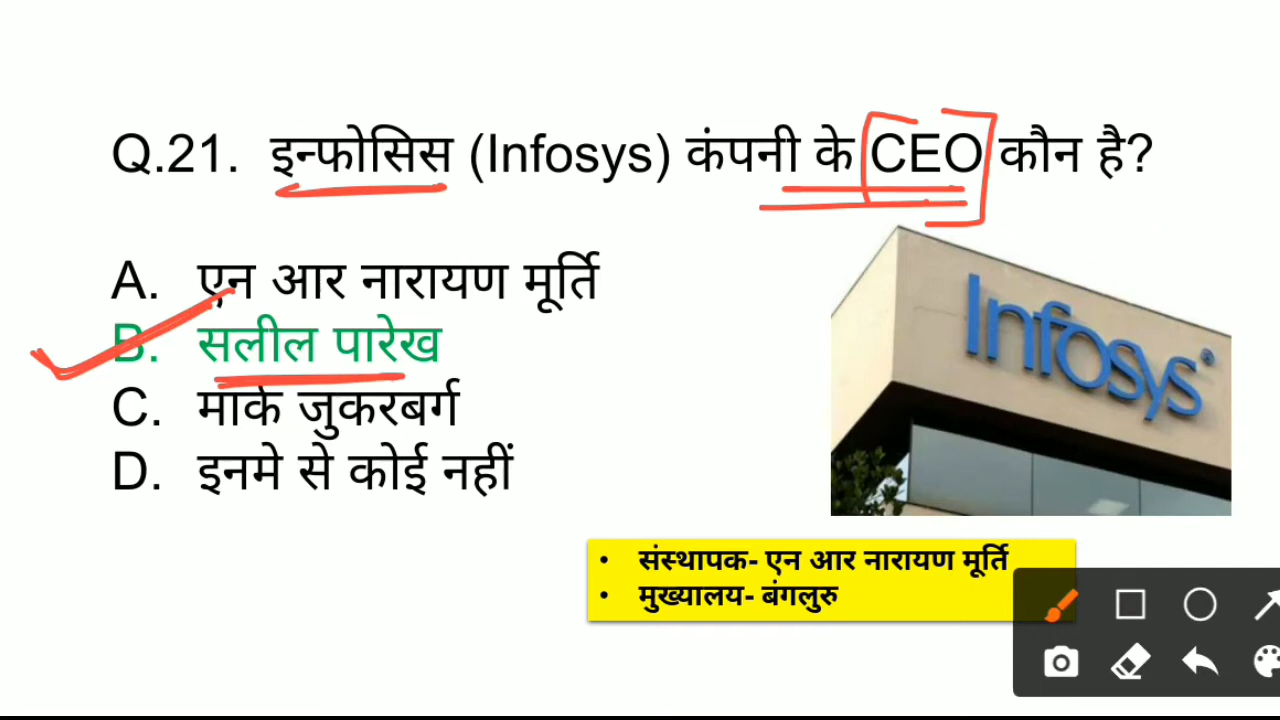 Q.21. इन्फोसिस (Infosys) कंपनी के CEO कौन है?
A. एन आर नारायण मूर्ति
B. सलील पारेख
C. मार्क जुकरबर्ग
D. इनमे से कोई नहीं
Infosys
• संस्थापक- एन आर नारायण मूर्ति
• मुख्यालय- बंगलुरु